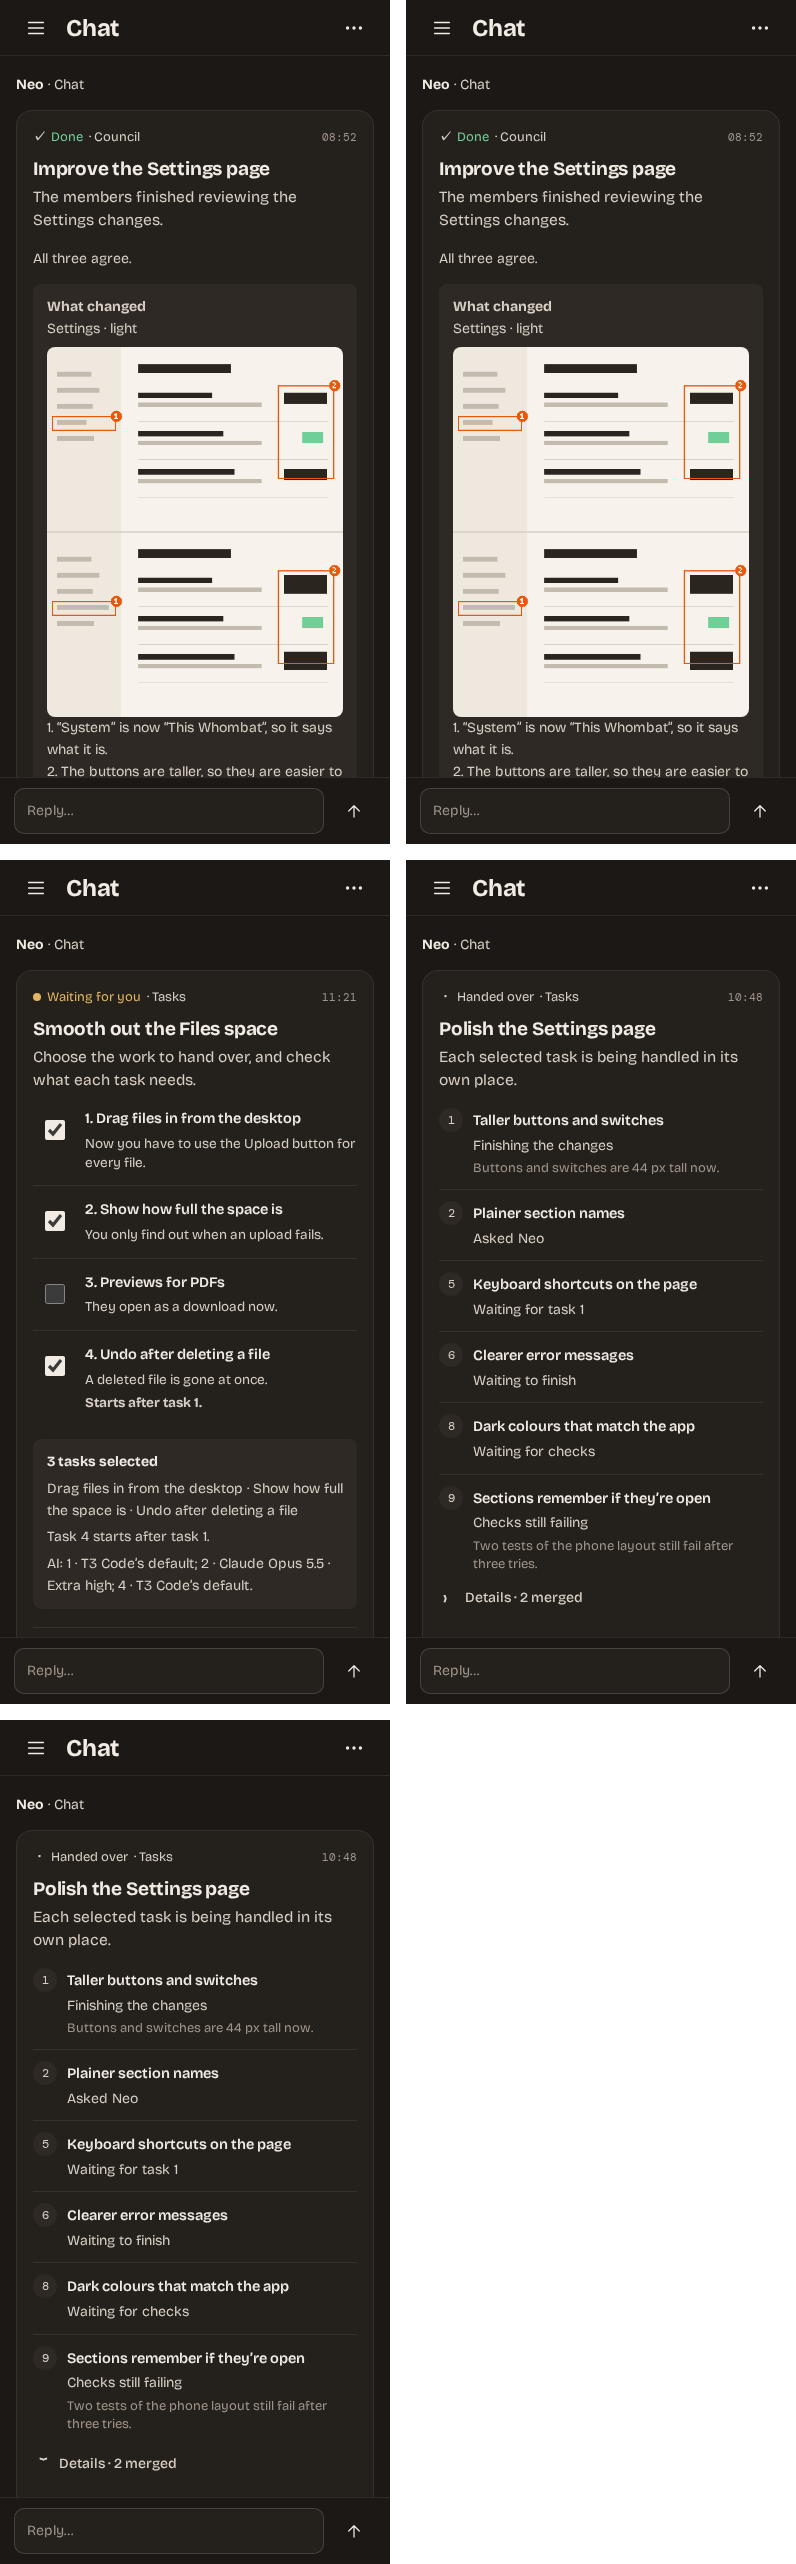 Chat
Neo · Chat
✓ Done · Council 08:52
Improve the Settings page
The members finished reviewing the
Settings changes.
All three agree.
What changed
Settings · light
1
2
1
2
1. “System” is now “This Whombat”, so it says
what it is.
2. The buttons are taller, so they are easier to
Reply...
Chat
Neo · Chat
✓ Done · Council 08:52
Improve the Settings page
The members finished reviewing the
Settings changes.
All three agree.
What changed
Settings · light
1
2
1
2
1. “System” is now “This Whombat”, so it says
what it is.
2. The buttons are taller, so they are easier to
Reply...
Chat
Neo · Chat
Waiting for you · Tasks 11:21
Smooth out the Files space
Choose the work to hand over, and check
what each task needs.
1. Drag files in from the desktop
Now you have to use the Upload button for
every file.
2. Show how full the space is
You only find out when an upload fails.
3. Previews for PDFs
They open as a download now.
4. Undo after deleting a file
A deleted file is gone at once.
Starts after task 1.
3 tasks selected
Drag files in from the desktop · Show how full
the space is · Undo after deleting a file
Task 4 starts after task 1.
AI: 1 · T3 Code’s default; 2 · Claude Opus 5.5 ·
Extra high; 4 · T3 Code’s default.
Reply...
Chat
Neo · Chat
Handed over · Tasks 10:48
Polish the Settings page
Each selected task is being handled in its
own place.
1 Taller buttons and switches
Finishing the changes
Buttons and switches are 44 px tall now.
2 Plainer section names
Asked Neo
5 Keyboard shortcuts on the page
Waiting for task 1
6 Clearer error messages
Waiting to finish
8 Dark colours that match the app
Waiting for checks
9 Sections remember if they’re open
Checks still failing
Two tests of the phone layout still fail after
three tries.
Details · 2 merged
Reply...
Chat
Neo · Chat
Handed over · Tasks 10:48
Polish the Settings page
Each selected task is being handled in its
own place.
1 Taller buttons and switches
Finishing the changes
Buttons and switches are 44 px tall now.
2 Plainer section names
Asked Neo
5 Keyboard shortcuts on the page
Waiting for task 1
6 Clearer error messages
Waiting to finish
8 Dark colours that match the app
Waiting for checks
9 Sections remember if they’re open
Checks still failing
Two tests of the phone layout still fail after
three tries.
Details · 2 merged
Reply...